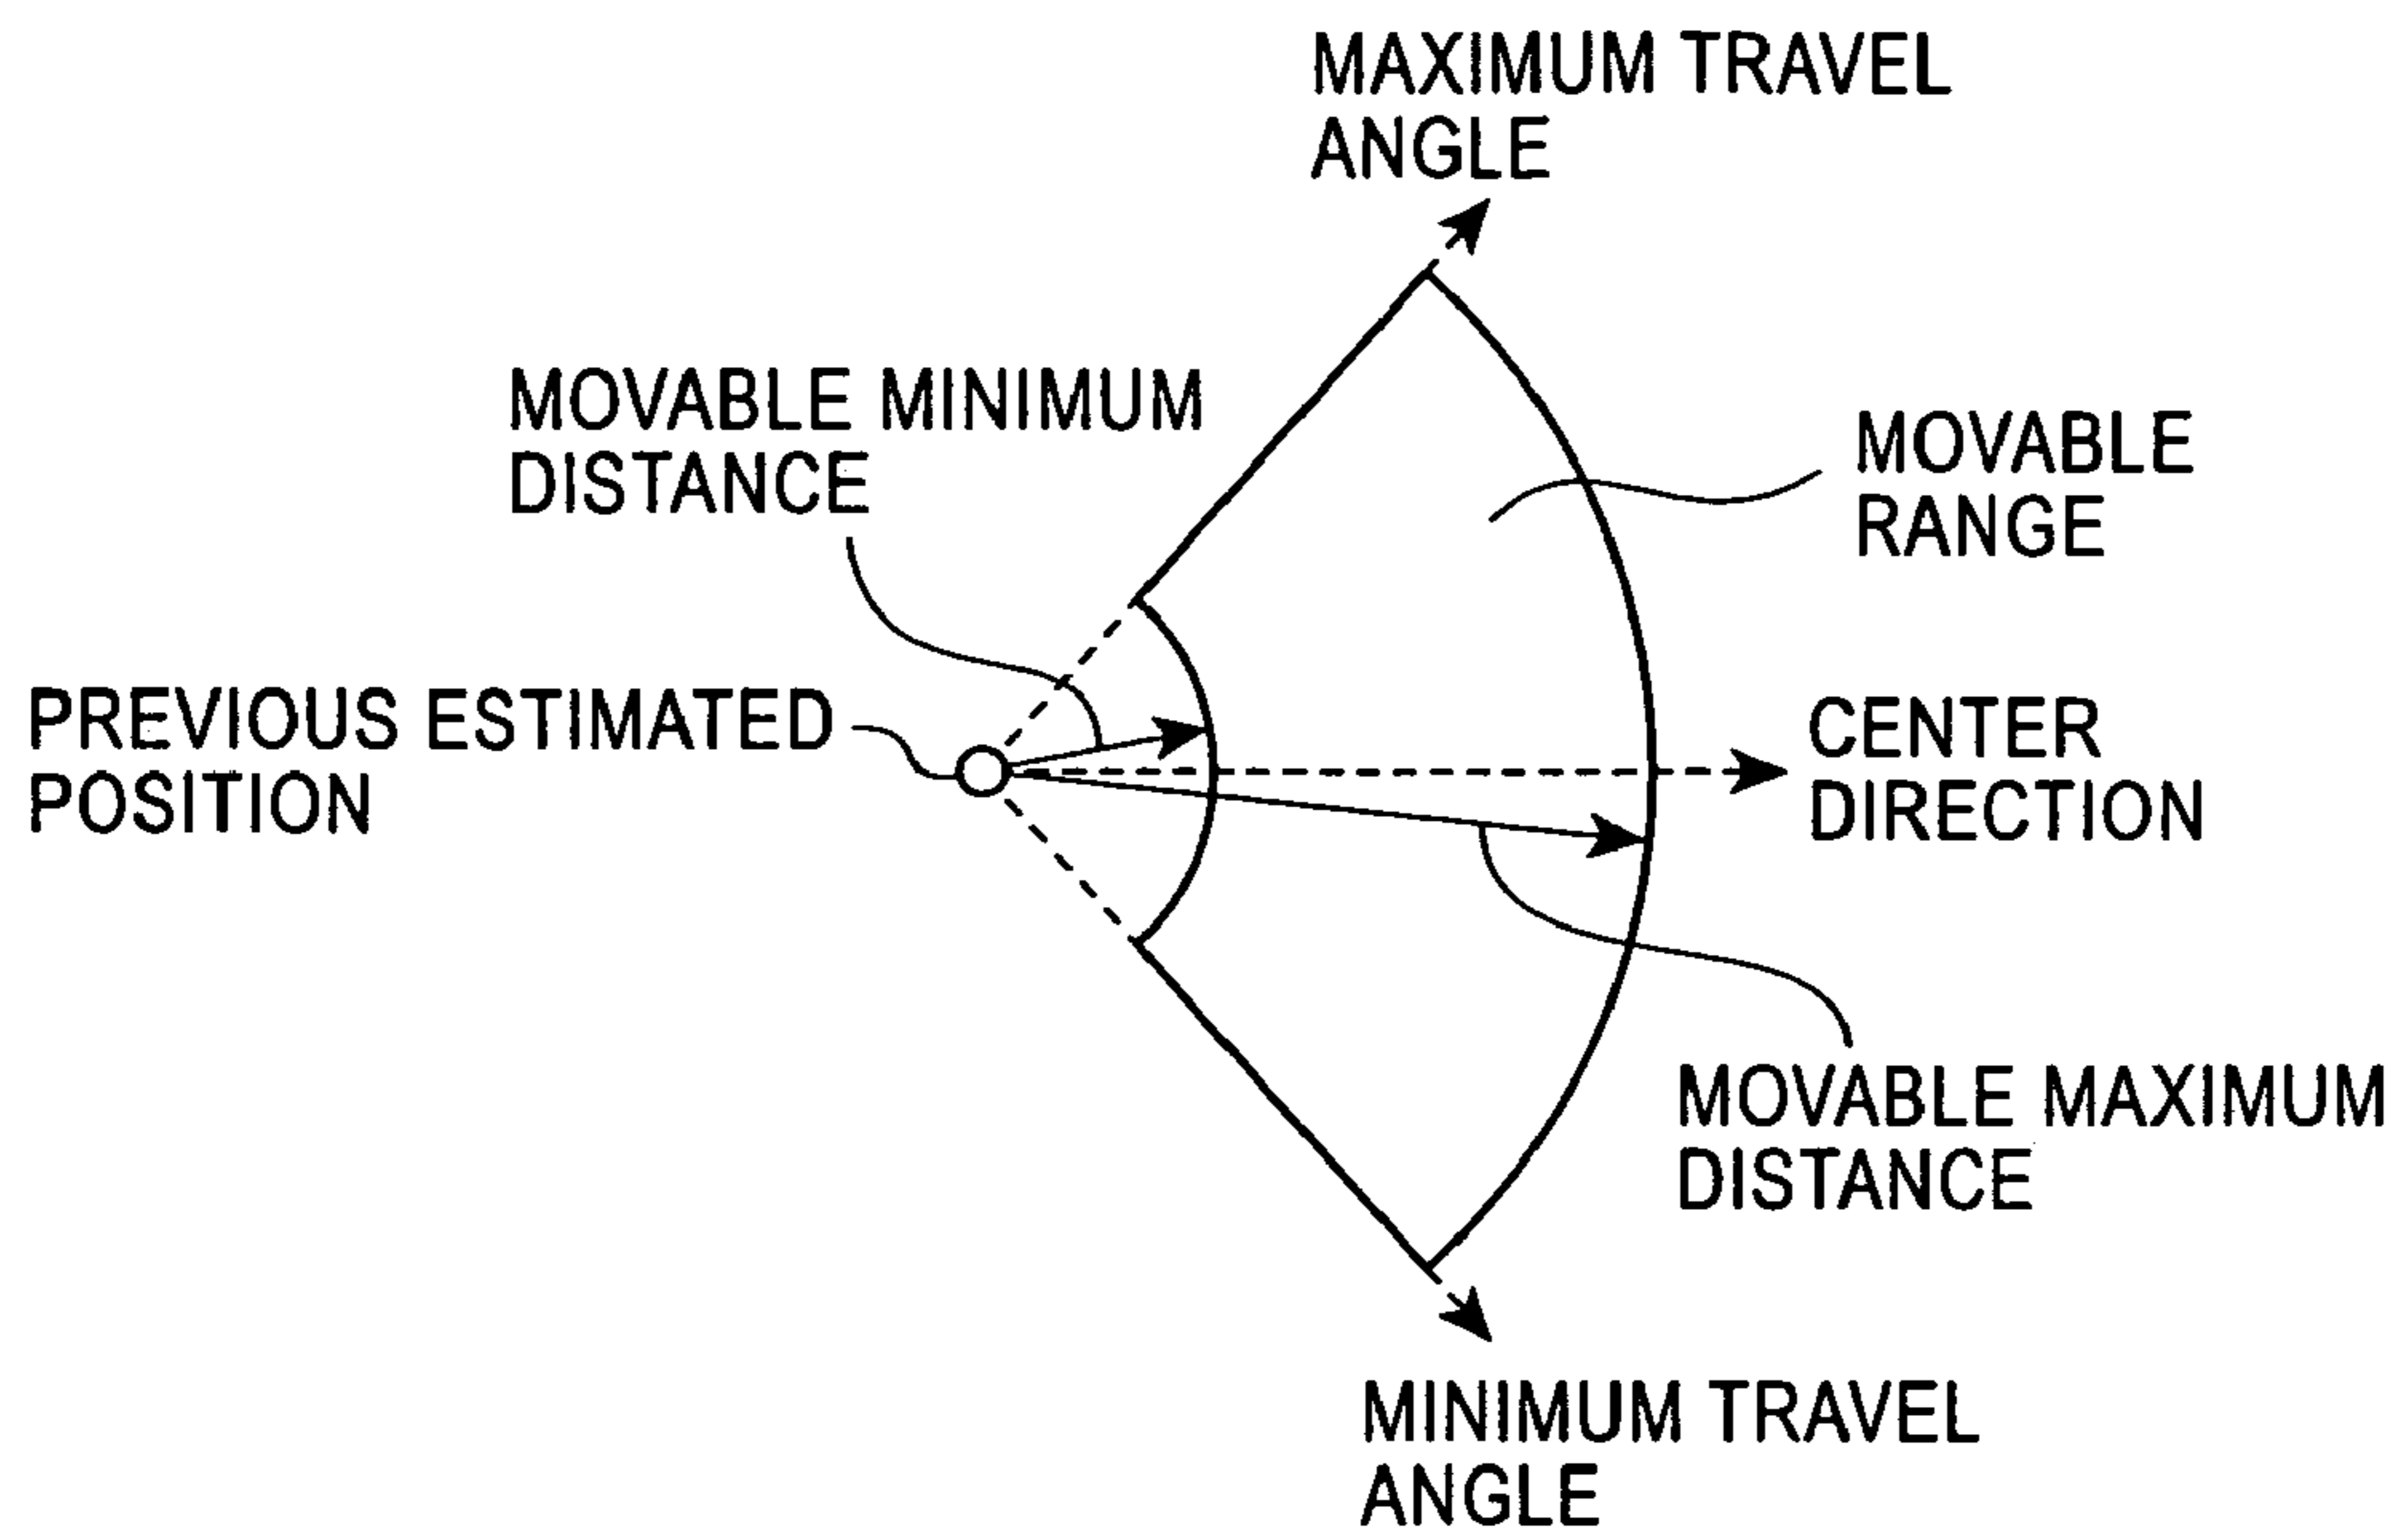 MAXIMUM TRAVEL
ANGLE
MOVABLE MINIMUM
DISTANCE
MOVABLE
RANGE
PREVIOUS ESTIMATED
POSITION
CENTER
DIRECTION
MOVABLE MAXIMUM
DISTANCE
MINIMUM TRAVEL
ANGLE